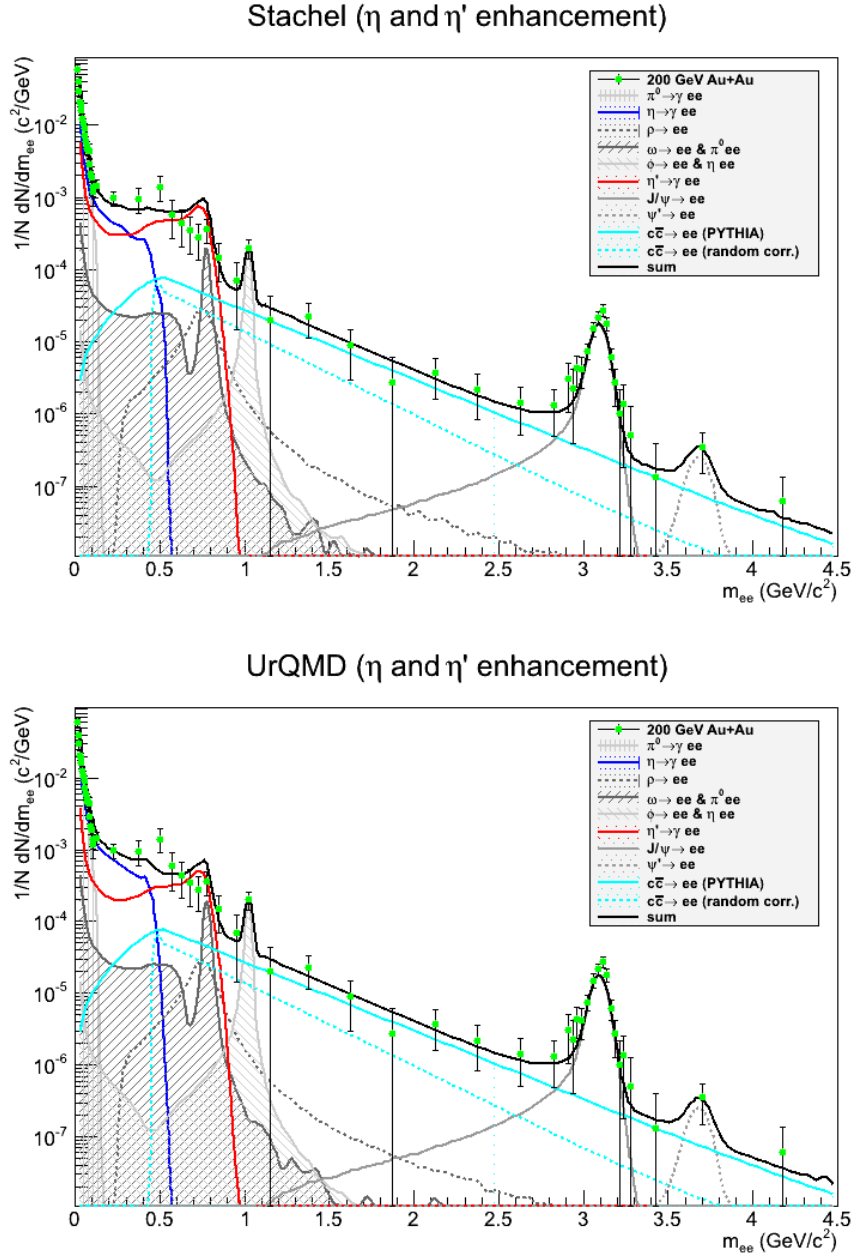 Stachel (η and η' enhancement)
1/N dN/dm_ee (c²/GeV)
10⁻²
10⁻³
10⁻⁴
10⁻⁵
10⁻⁶
10⁻⁷
200 GeV Au+Au
π⁰→γ ee
η→γ ee
ρ→ ee
ω→ ee & π⁰ee
ϕ→ ee & η ee
η'→γ ee
J/ψ→ ee
ψ'→ ee
cc̅→ ee (PYTHIA)
cc̅→ ee (random corr.)
sum
0 0.5 1 1.5 2 2.5 3 3.5 4 4.5
m_ee (GeV/c²)
UrQMD (η and η' enhancement)
1/N dN/dm_ee (c²/GeV)
10⁻²
10⁻³
10⁻⁴
10⁻⁵
10⁻⁶
10⁻⁷
200 GeV Au+Au
π⁰→γ ee
η→γ ee
ρ→ ee
ω→ ee & π⁰ee
ϕ→ ee & η ee
η'→γ ee
J/ψ→ ee
ψ'→ ee
cc̅→ ee (PYTHIA)
cc̅→ ee (random corr.)
sum
0 0.5 1 1.5 2 2.5 3 3.5 4 4.5
m_ee (GeV/c²)